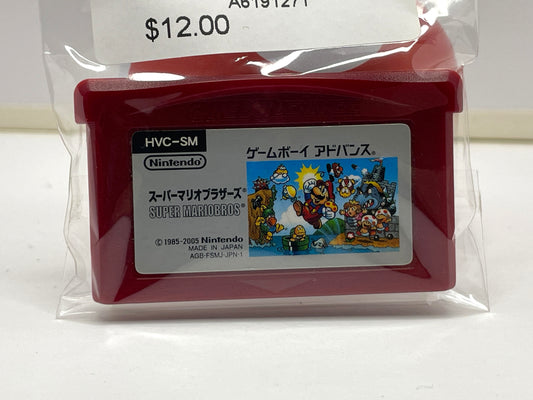 A6191271
$12.00
HVC-SM
Nintendo
ゲームボーイ アドバンス
スーパーマリオブラザーズ®
SUPER MARIOBROS
© 1985-2005 Nintendo
MADE IN JAPAN
AGB-FSMJ-JPN-1